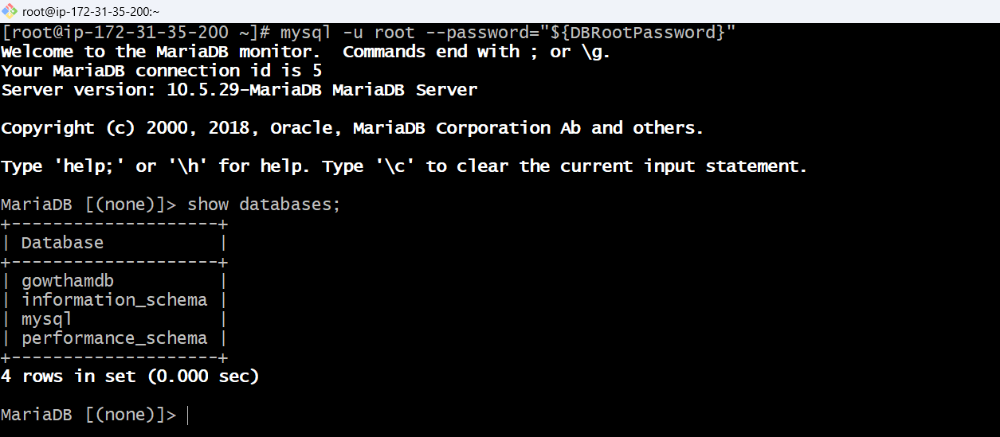 root@ip-172-31-35-200:~
[root@ip-172-31-35-200 ~]# mysql -u root --password="${DBRootPassword}"
Welcome to the MariaDB monitor.  Commands end with ; or \g.
Your MariaDB connection id is 5
Server version: 10.5.29-MariaDB MariaDB Server

Copyright (c) 2000, 2018, Oracle, MariaDB Corporation Ab and others.

Type 'help;' or '\h' for help. Type '\c' to clear the current input statement.

MariaDB [(none)]> show databases;
+--------------------+
| Database           |
+--------------------+
| gowthamdb          |
| information_schema |
| mysql              |
| performance_schema |
+--------------------+
4 rows in set (0.000 sec)

MariaDB [(none)]>